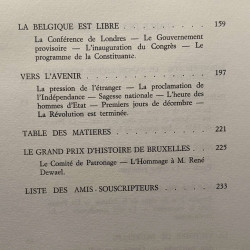 LA BELGIQUE EST LIBRE . . . . . . . . . 159
La Conférence de Londres — Le Gouvernement
provisoire — L'inauguration du Congrès — Le
programme de la Constituante.
VERS L'AVENIR . . . . . . . . . . . 197
La pression de l'étranger — La proclamation de
l'Indépendance — Sagesse nationale — L'heure des
hommes d'Etat — Premiers jours de décembre —
La Révolution est terminée.
TABLE DES MATIERES . . . . . . . . . 221
LE GRAND PRIX D'HISTOIRE DE BRUXELLES . . . 225
Le Comité de Patronage — L'Hommage à M. René
Dewael.
LISTE DES AMIS-SOUSCRIPTEURS . . . . . . 233